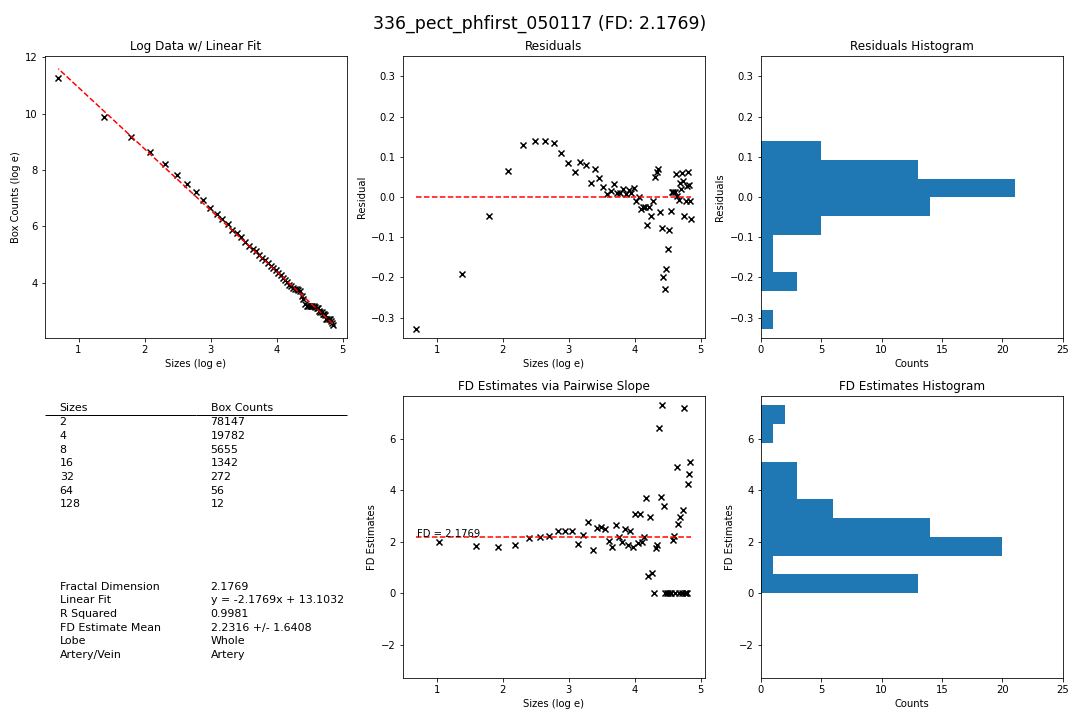 336_pect_phfirst_050117 (FD: 2.1769)
Log Data w/ Linear Fit
Box Counts (log e)
12
10
8
6
4
1 2 3 4 5
Sizes (log e)
Residuals
Residual
0.3
0.2
0.1
0.0
−0.1
−0.2
−0.3
1 2 3 4 5
Sizes (log e)
Residuals Histogram
Residuals
0.3
0.2
0.1
0.0
−0.1
−0.2
−0.3
0 5 10 15 20 25
Counts
Sizes Box Counts
2 78147
4 19782
8 5655
16 1342
32 272
64 56
128 12
Fractal Dimension 2.1769
Linear Fit y = -2.1769x + 13.1032
R Squared 0.9981
FD Estimate Mean 2.2316 +/- 1.6408
Lobe Whole
Artery/Vein Artery
FD Estimates via Pairwise Slope
FD Estimates
6
4
2
0
−2
FD = 2.1769
1 2 3 4 5
Sizes (log e)
FD Estimates Histogram
FD Estimates
6
4
2
0
−2
0 5 10 15 20 25
Counts